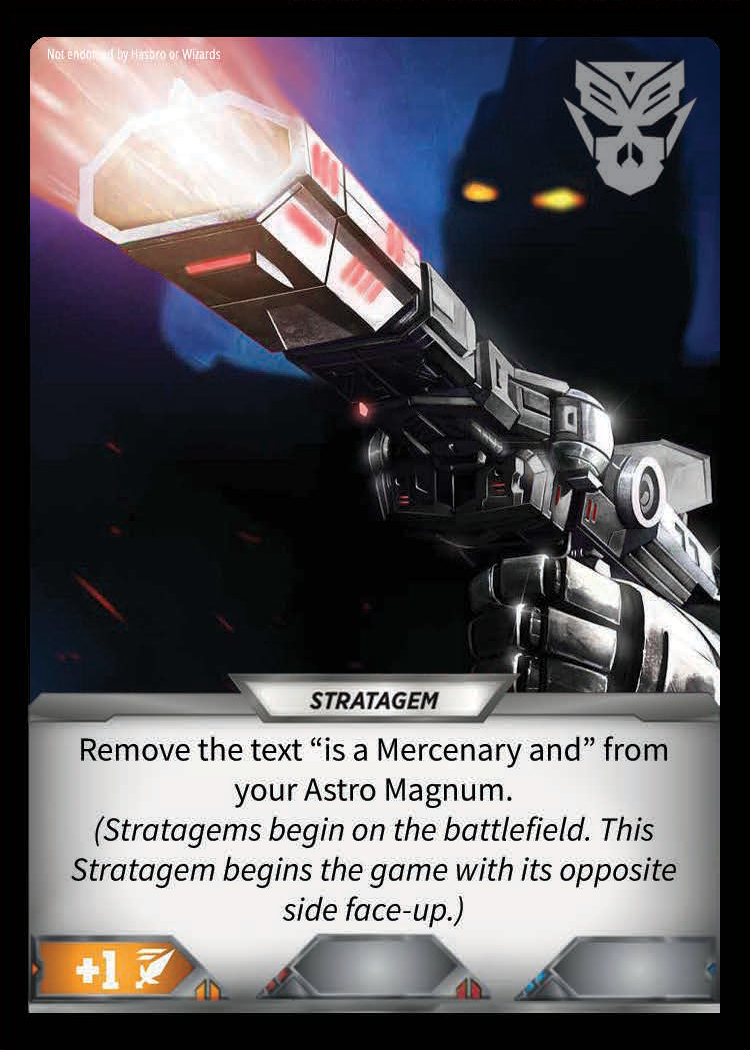 Not endorsed by Hasbro or Wizards
STRATAGEM
Remove the text “is a Mercenary and” from
your Astro Magnum.
(Stratagems begin on the battlefield. This
Stratagem begins the game with its opposite
side face-up.)
+1